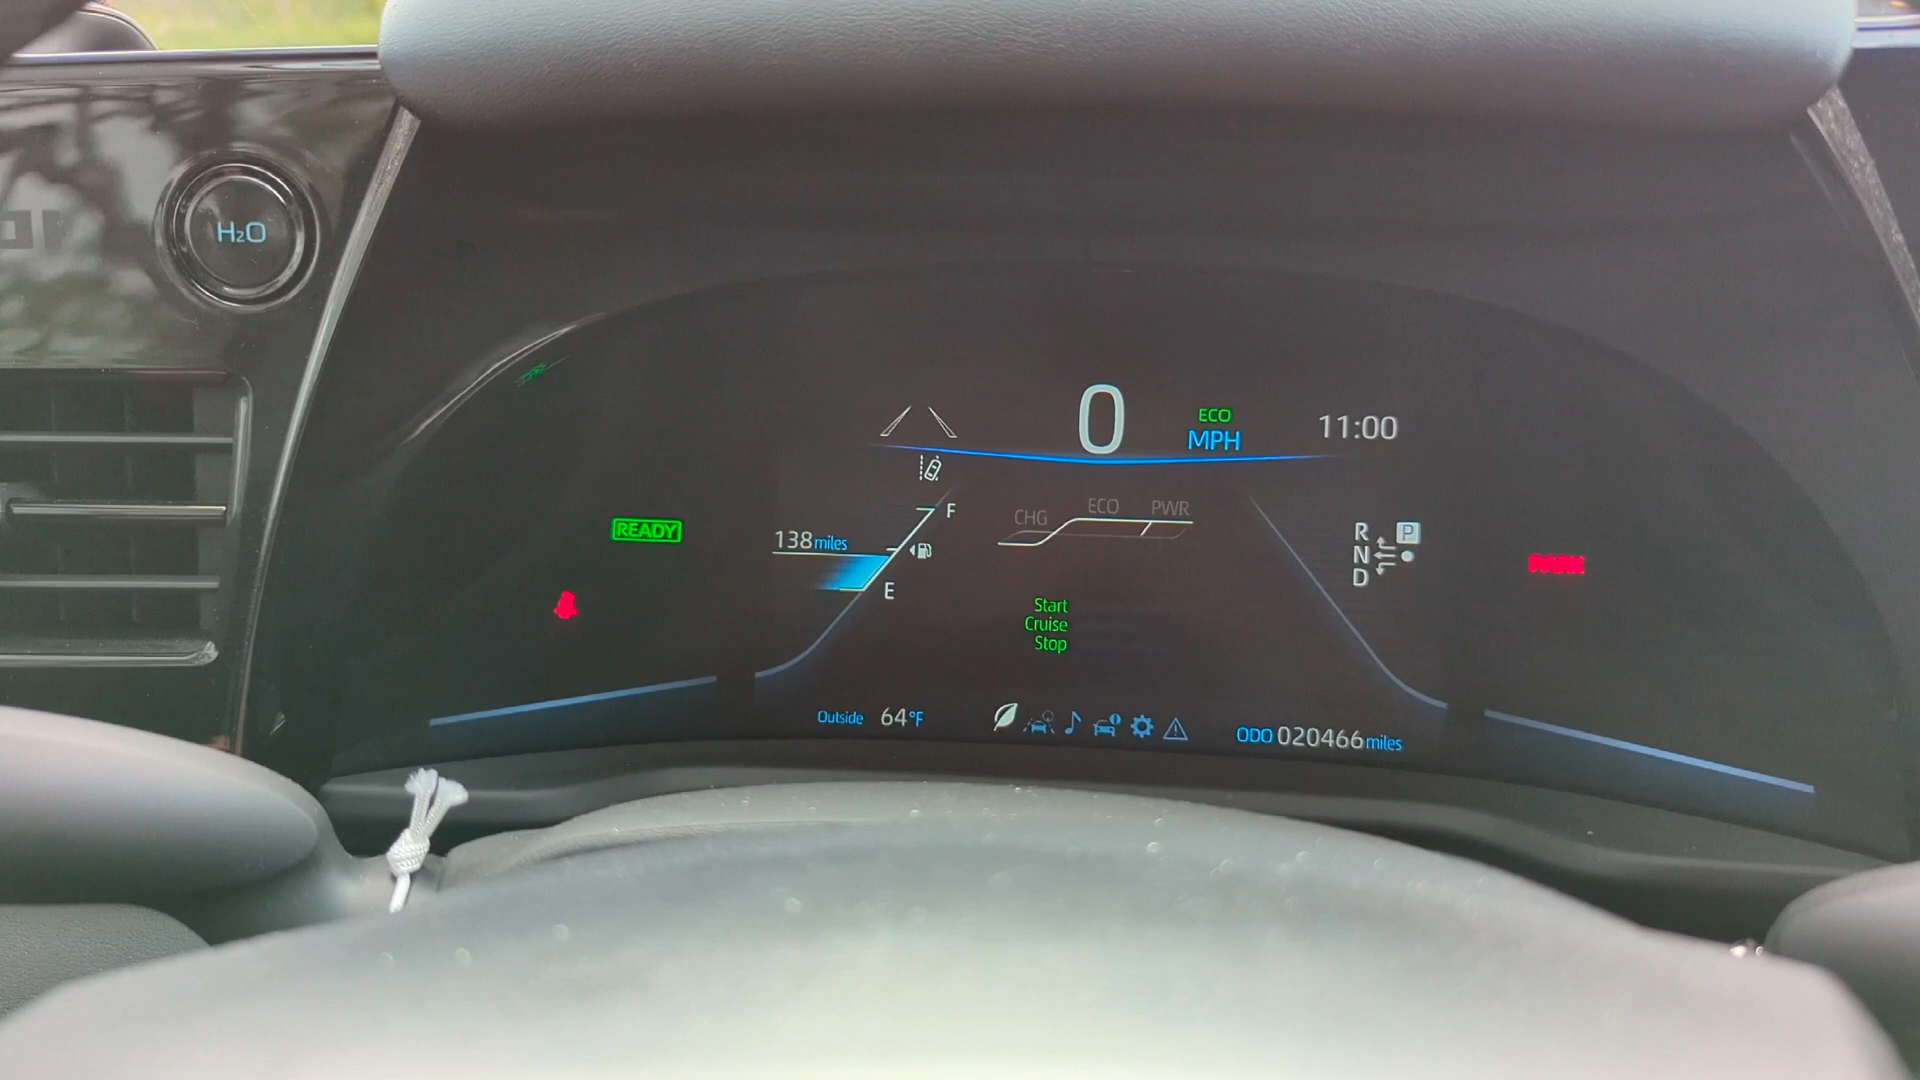 H₂O
0
ECO
MPH
11:00
F
138 miles
E
CHG ECO PWR
READY
R P
N
D
PARK
Start
Cruise
Stop
Outside 64°F
ODO 020466 miles